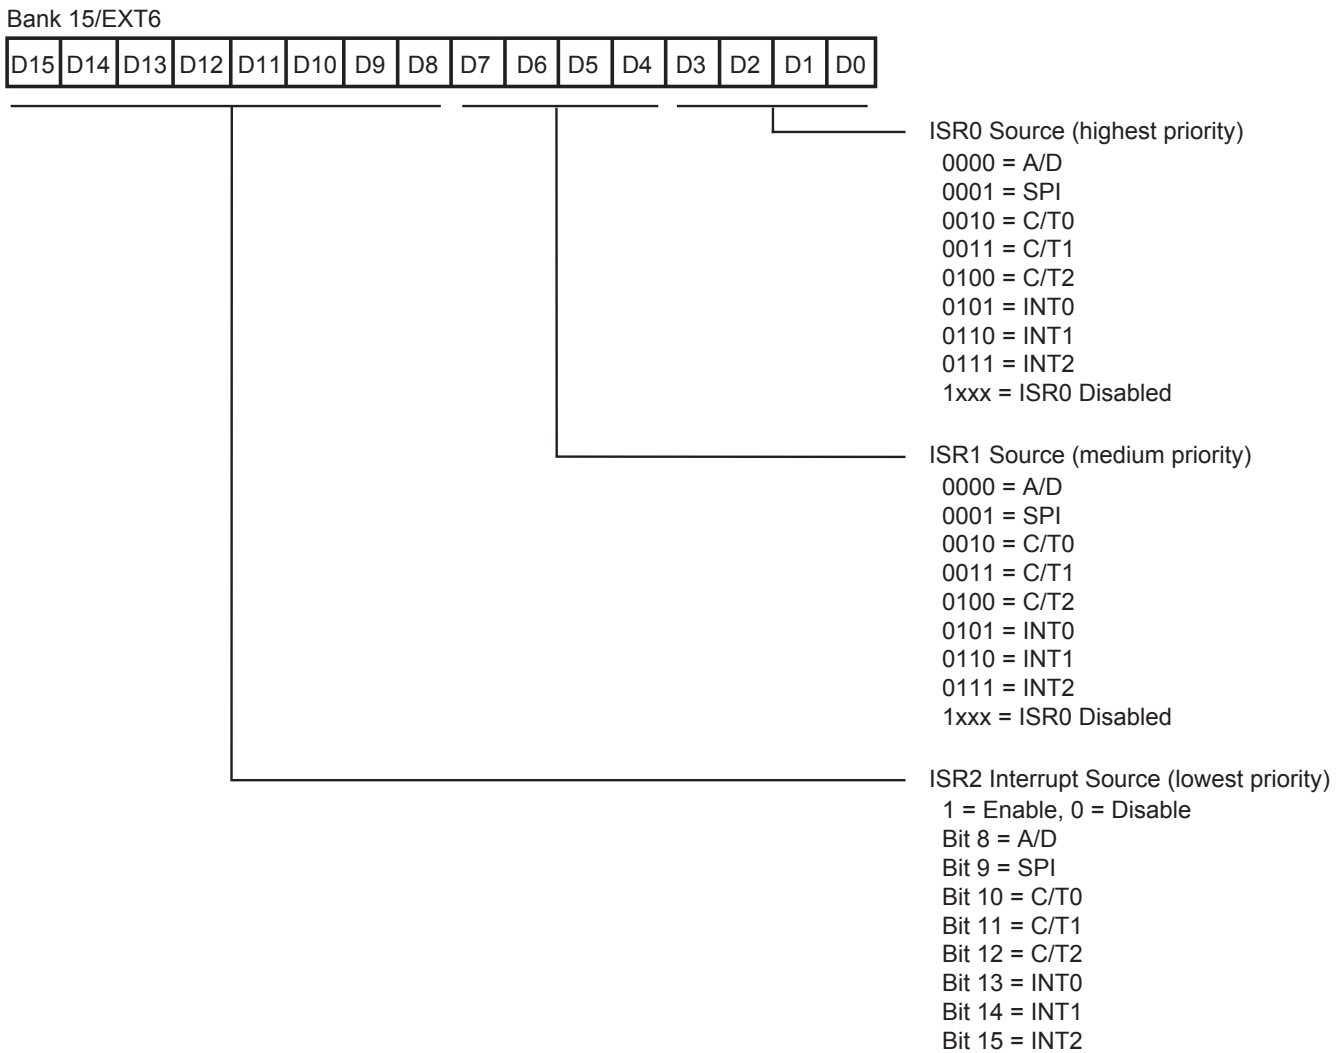 Bank 15/EXT6
D15 D14 D13 D12 D11 D10 D9 D8 D7 D6 D5 D4 D3 D2 D1 D0
ISR0 Source (highest priority)
0000 = A/D
0001 = SPI
0010 = C/T0
0011 = C/T1
0100 = C/T2
0101 = INT0
0110 = INT1
0111 = INT2
1xxx = ISR0 Disabled
ISR1 Source (medium priority)
0000 = A/D
0001 = SPI
0010 = C/T0
0011 = C/T1
0100 = C/T2
0101 = INT0
0110 = INT1
0111 = INT2
1xxx = ISR0 Disabled
ISR2 Interrupt Source (lowest priority)
1 = Enable, 0 = Disable
Bit 8 = A/D
Bit 9 = SPI
Bit 10 = C/T0
Bit 11 = C/T1
Bit 12 = C/T2
Bit 13 = INT0
Bit 14 = INT1
Bit 15 = INT2